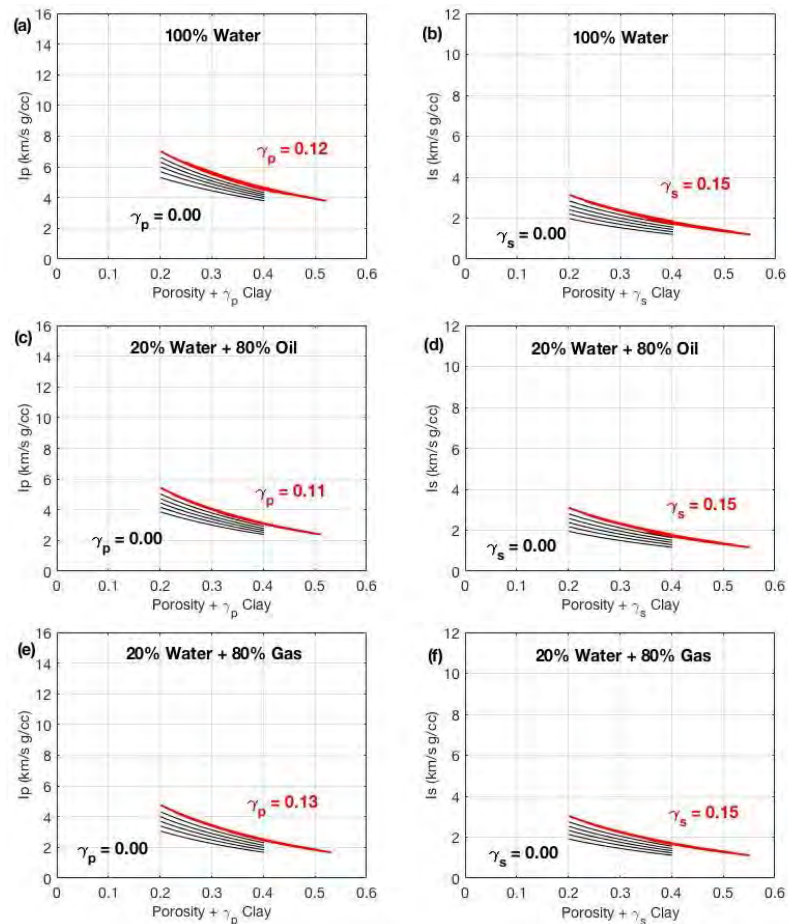 (a)
16
14
12
10
8
6
4
2
0
Ip (km/s g/cc)
100% Water
γp = 0.12
γp = 0.00
0 0.1 0.2 0.3 0.4 0.5 0.6
Porosity + γp Clay
(b)
12
10
8
6
4
2
0
Is (km/s g/cc)
100% Water
γs = 0.15
γs = 0.00
0 0.1 0.2 0.3 0.4 0.5 0.6
Porosity + γs Clay
(c)
16
14
12
10
8
6
4
2
0
Ip (km/s g/cc)
20% Water + 80% Oil
γp = 0.11
γp = 0.00
0 0.1 0.2 0.3 0.4 0.5 0.6
Porosity + γp Clay
(d)
12
10
8
6
4
2
0
Is (km/s g/cc)
20% Water + 80% Oil
γs = 0.15
γs = 0.00
0 0.1 0.2 0.3 0.4 0.5 0.6
Porosity + γs Clay
(e)
16
14
12
10
8
6
4
2
0
Ip (km/s g/cc)
20% Water + 80% Gas
γp = 0.13
γp = 0.00
0 0.1 0.2 0.3 0.4 0.5 0.6
Porosity + γp Clay
(f)
12
10
8
6
4
2
0
Is (km/s g/cc)
20% Water + 80% Gas
γs = 0.15
γs = 0.00
0 0.1 0.2 0.3 0.4 0.5 0.6
Porosity + γs Clay